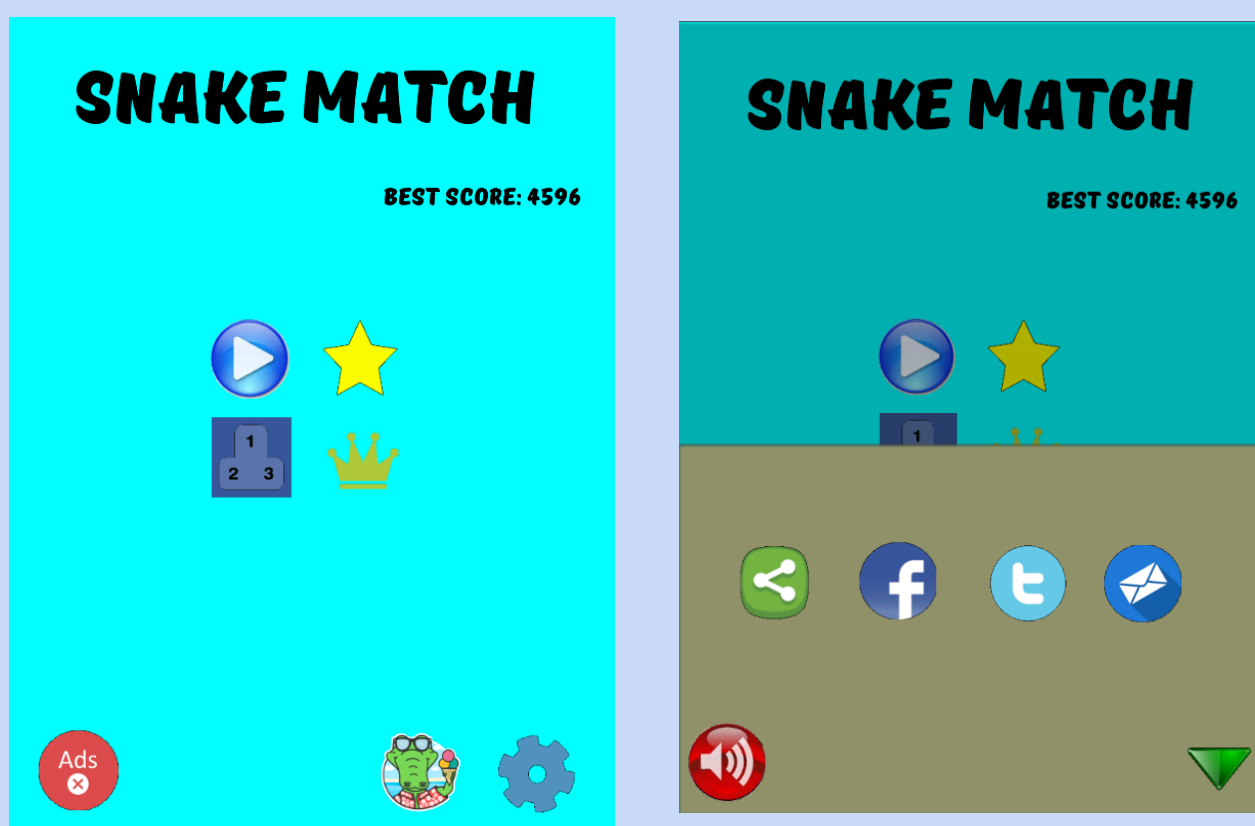 SNAKE MATCH
BEST SCORE: 4596
1
2 3
Ads
SNAKE MATCH
BEST SCORE: 4596
1
f
t